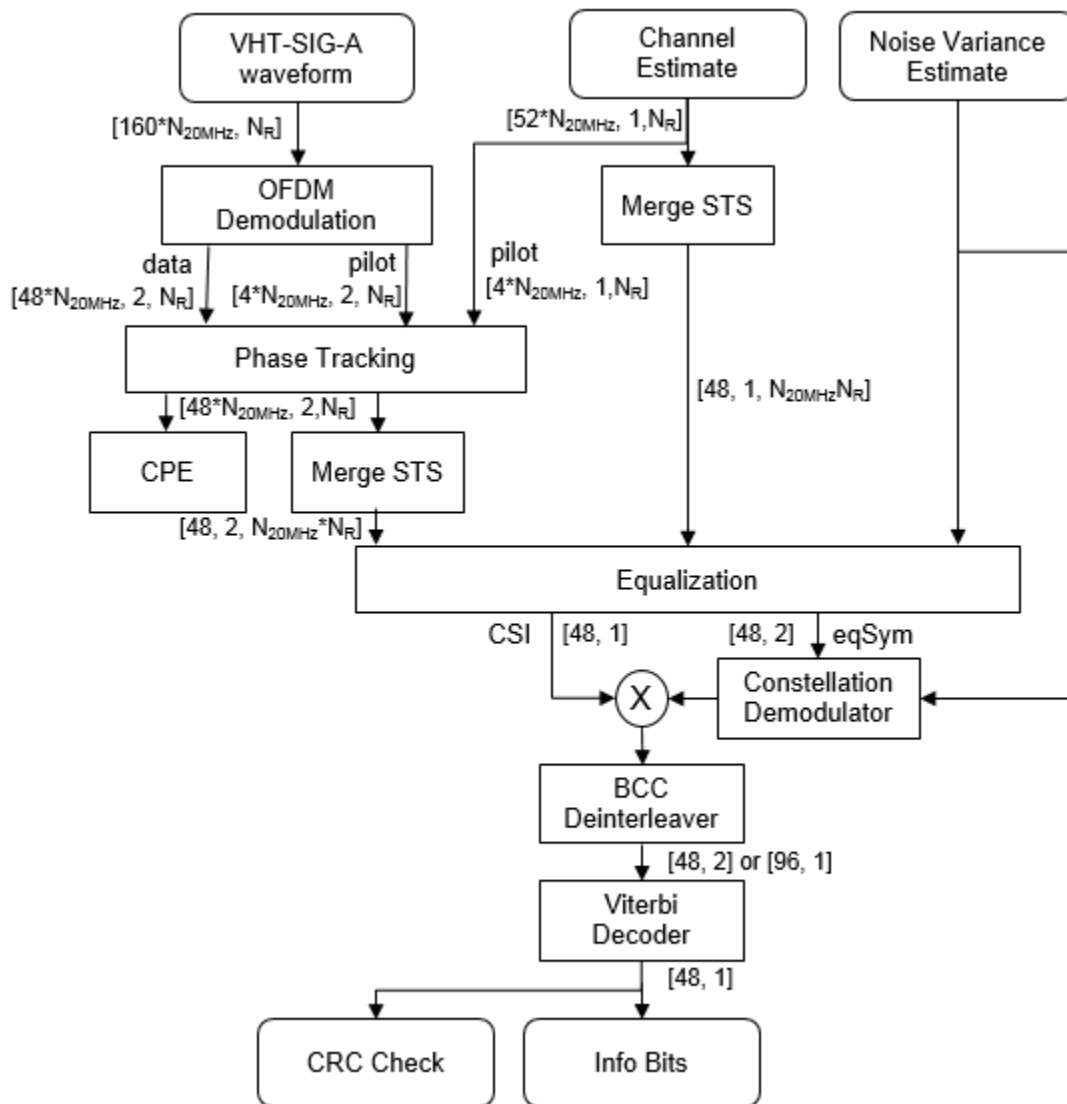 VHT-SIG-A
waveform
Channel
Estimate
Noise Variance
Estimate
[160*N20MHz, NR]
[52*N20MHz, 1,NR]
OFDM
Demodulation
Merge STS
data
pilot
pilot
[48*N20MHz, 2, NR]
[4*N20MHz, 2, NR]
[4*N20MHz, 1,NR]
Phase Tracking
[48, 1, N20MHzNR]
[48*N20MHz, 2,NR]
CPE
Merge STS
[48, 2, N20MHz*NR]
Equalization
CSI
[48, 1]
[48, 2]
eqSym
X
Constellation
Demodulator
BCC
Deinterleaver
[48, 2] or [96, 1]
Viterbi
Decoder
[48, 1]
CRC Check
Info Bits